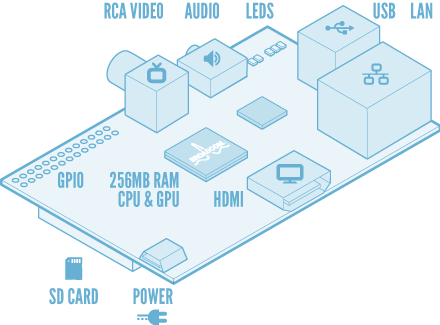 RCA VIDEO AUDIO LEDS USB LAN
GPIO
256MB RAM
CPU & GPU
HDMI
SD CARD
POWER